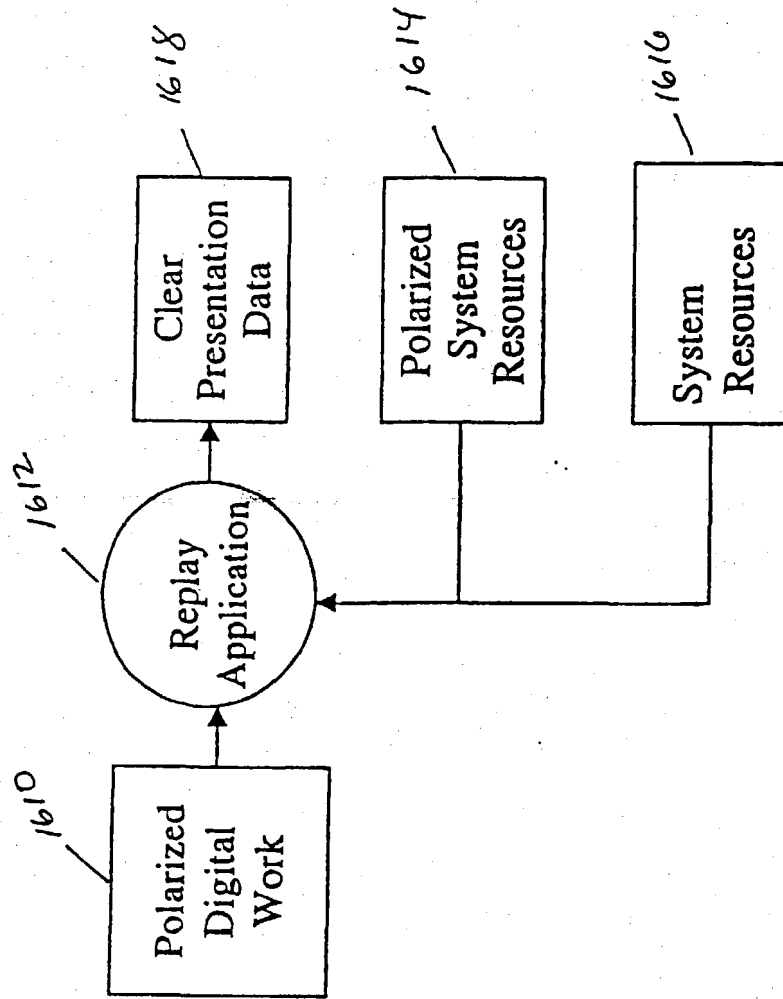 1610
Polarized
Digital
Work
1612
Replay
Application
1618
Clear
Presentation
Data
1614
Polarized
System
Resources
1616
System
Resources